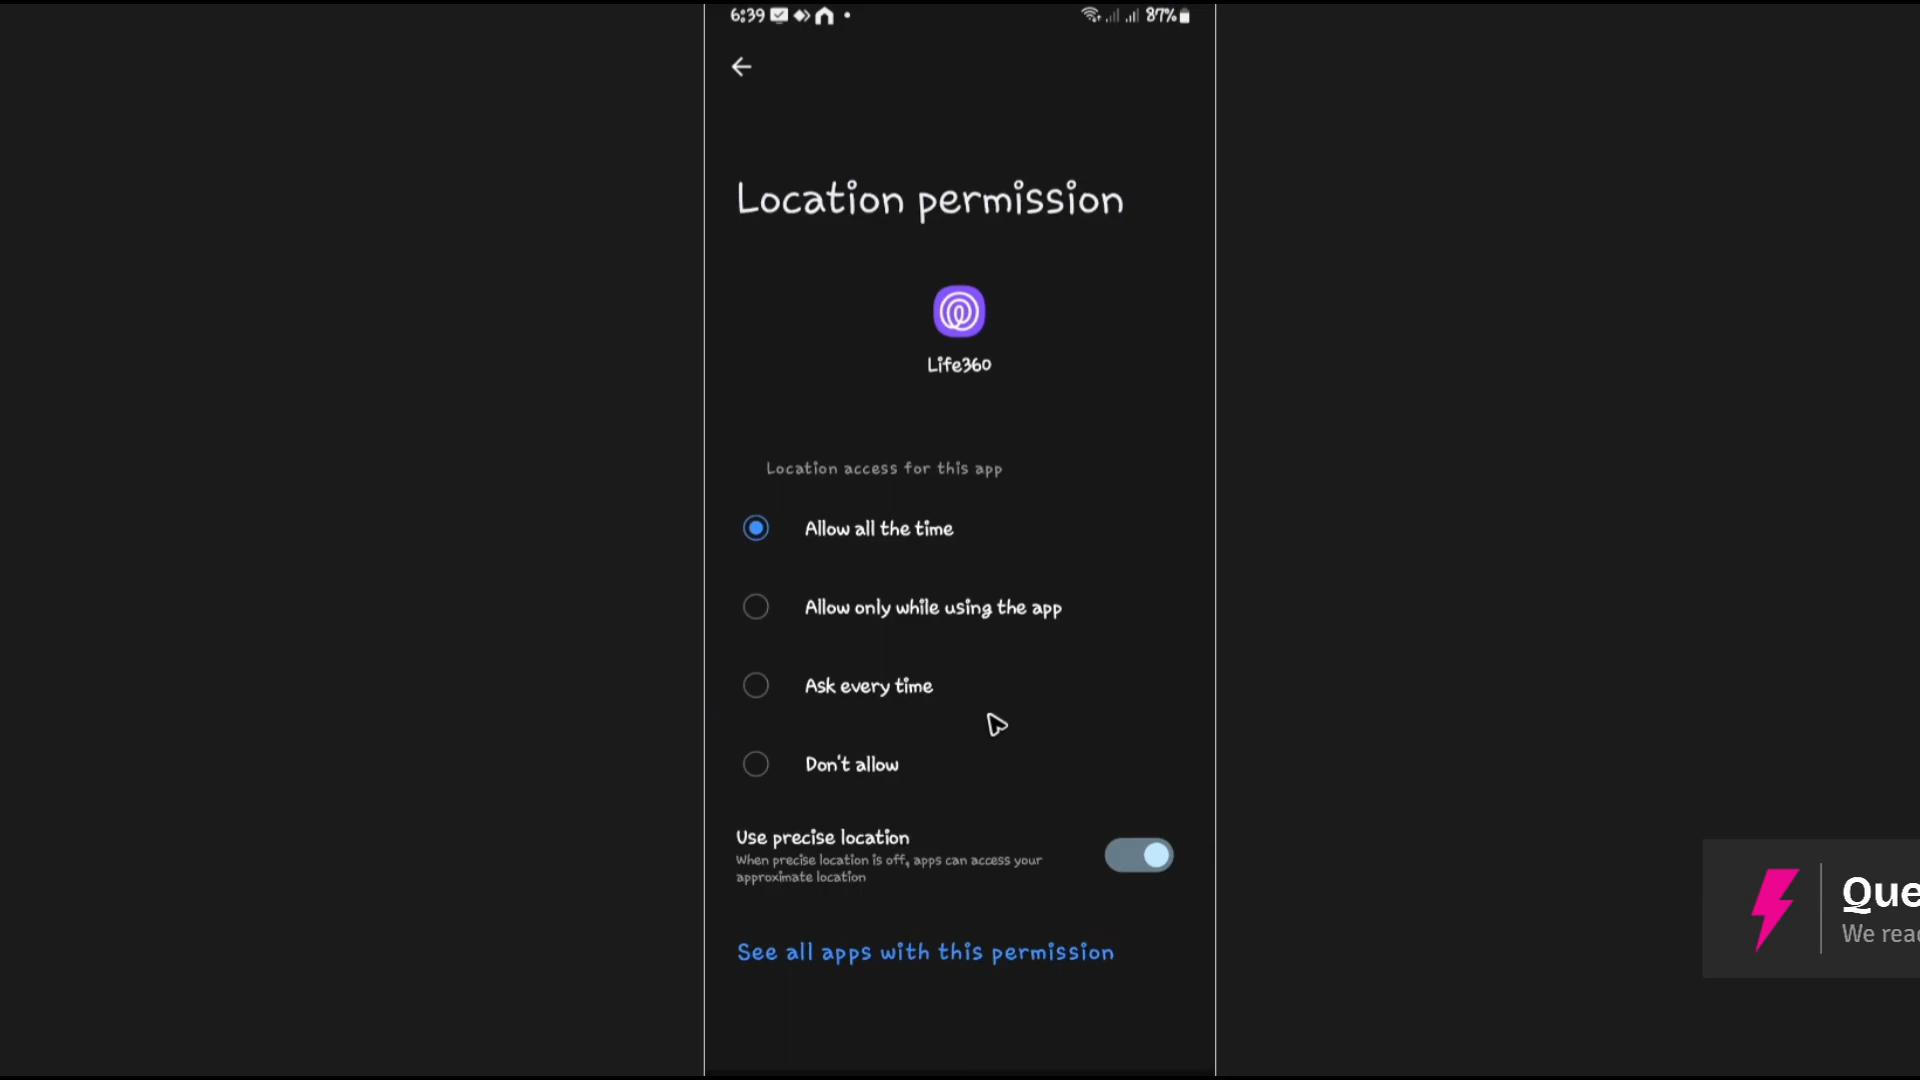 6:39
87%
Location permission
Life360
Location access for this app
Allow all the time
Allow only while using the app
Ask every time
Don't allow
Use precise location
When precise location is off, apps can access your
approximate location
See all apps with this permission
Que
We read